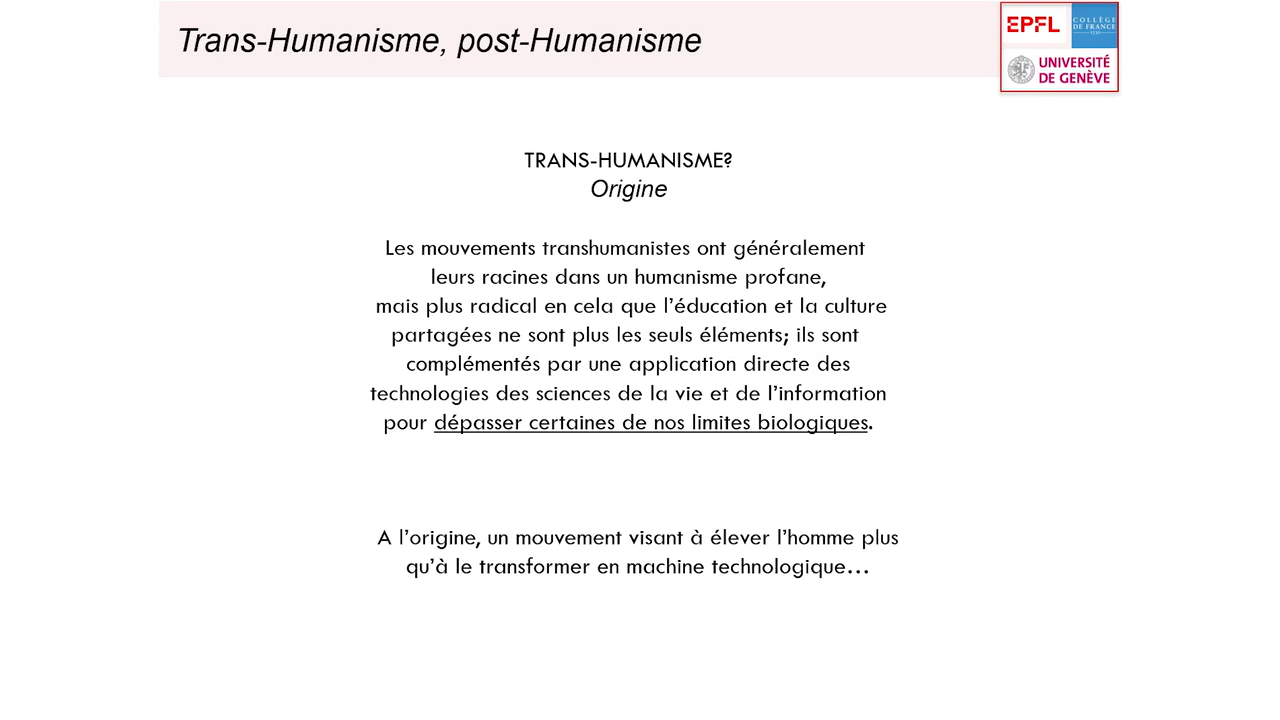 Trans-Humanisme, post-Humanisme
EPFL
COLLÈGE
DE FRANCE
1530
UNIVERSITÉ
DE GENÈVE
TRANS-HUMANISME?
Origine
Les mouvements transhumanistes ont généralement
leurs racines dans un humanisme profane,
mais plus radical en cela que l’éducation et la culture
partagées ne sont plus les seuls éléments; ils sont
complémentés par une application directe des
technologies des sciences de la vie et de l’information
pour dépasser certaines de nos limites biologiques.
A l’origine, un mouvement visant à élever l’homme plus
qu’à le transformer en machine technologique…